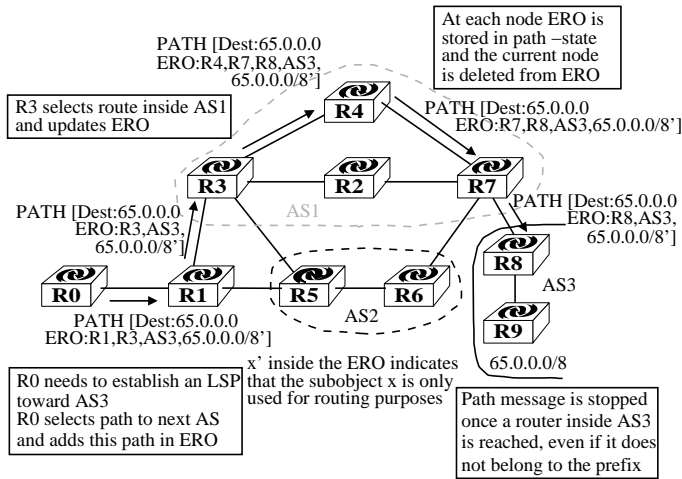 PATH [Dest:65.0.0.0
ERO:R4,R7,R8,AS3,
65.0.0.0/8']
At each node ERO is
stored in path –state
and the current node
is deleted from ERO
R3 selects route inside AS1
and updates ERO
R4
PATH [Dest:65.0.0.0
ERO:R7,R8,AS3,65.0.0.0/8']
R3
R2
R7
PATH [Dest:65.0.0.0
ERO:R3,AS3,
65.0.0.0/8']
AS1
PATH [Dest:65.0.0.0
ERO:R8,AS3,
65.0.0.0/8']
R8
R0
R1
R5
R6
AS3
AS2
PATH [Dest:65.0.0.0
ERO:R1,R3,AS3,65.0.0.0/8']
R9
65.0.0.0/8
R0 needs to establish an LSP
toward AS3
R0 selects path to next AS
and adds this path in ERO
x' inside the ERO indicates
that the subobject x is only
used for routing purposes
Path message is stopped
once a router inside AS3
is reached, even if it does
not belong to the prefix